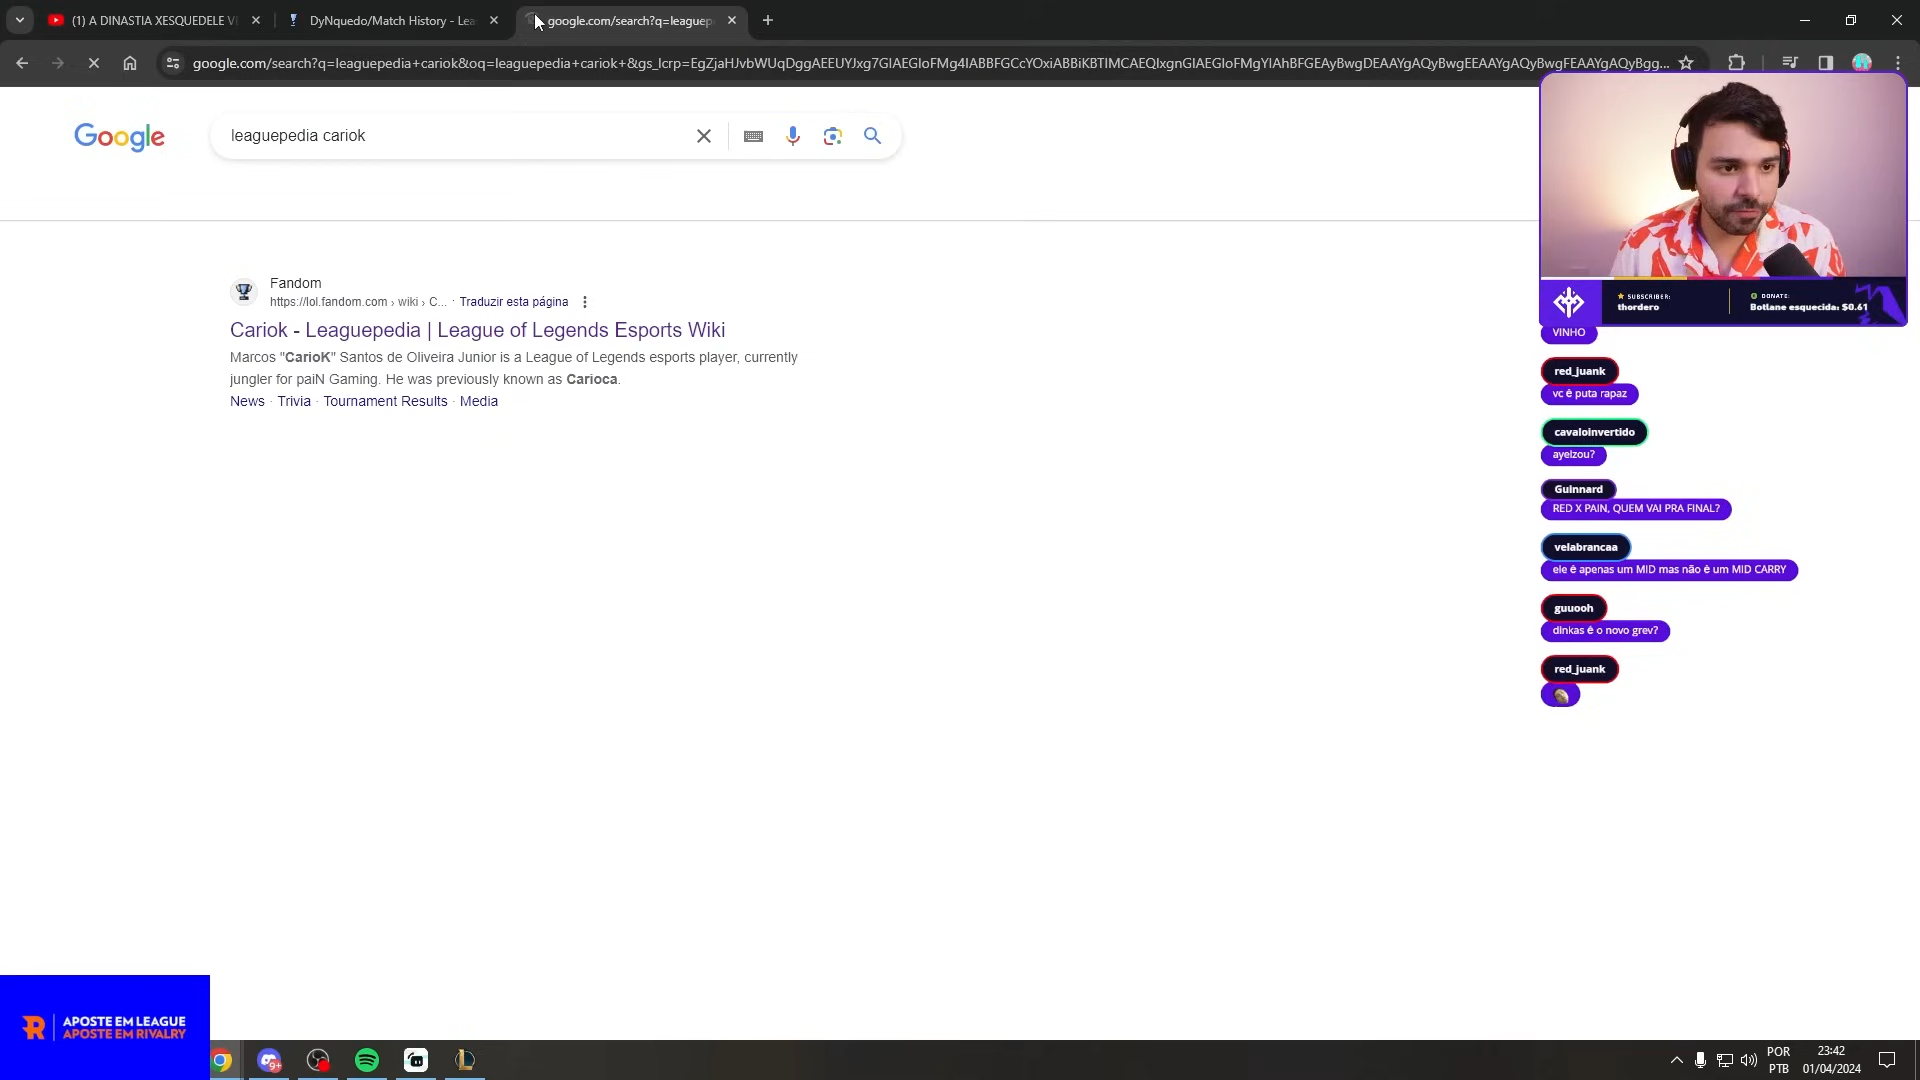 (1) A DINASTIA XESQUEDELE V
DyNquedo/Match History - Lea
google.com/search?q=leaguep
google.com/search?q=leaguepedia+cariok&oq=leaguepedia+cariok+&gs_lcrp=
Google
leaguepedia cariok
Fandom
https://lol.fandom.com › wiki › C... · Traduzir esta página
Cariok - Leaguepedia | League of Legends Esports Wiki
Marcos "CarioK" Santos de Oliveira Junior is a League of Legends esports player, currently
jungler for paiN Gaming. He was previously known as Carioca.
News · Trivia · Tournament Results · Media
SUBSCRIBER:
thordero
DONATE:
Botlane esquecida: $0.61
VINHO
red_juank
vc é puta rapaz
cavaloinvertido
ayelzou?
Guinnard
RED X PAIN, QUEM VAI PRA FINAL?
velabrancaa
ele é apenas um MID mas não é um MID CARRY
guuooh
dinkas é o novo grev?
red_juank
R | APOSTE EM LEAGUE
APOSTE EM RIVALRY
9+
POR
PTB
23:42
01/04/2024